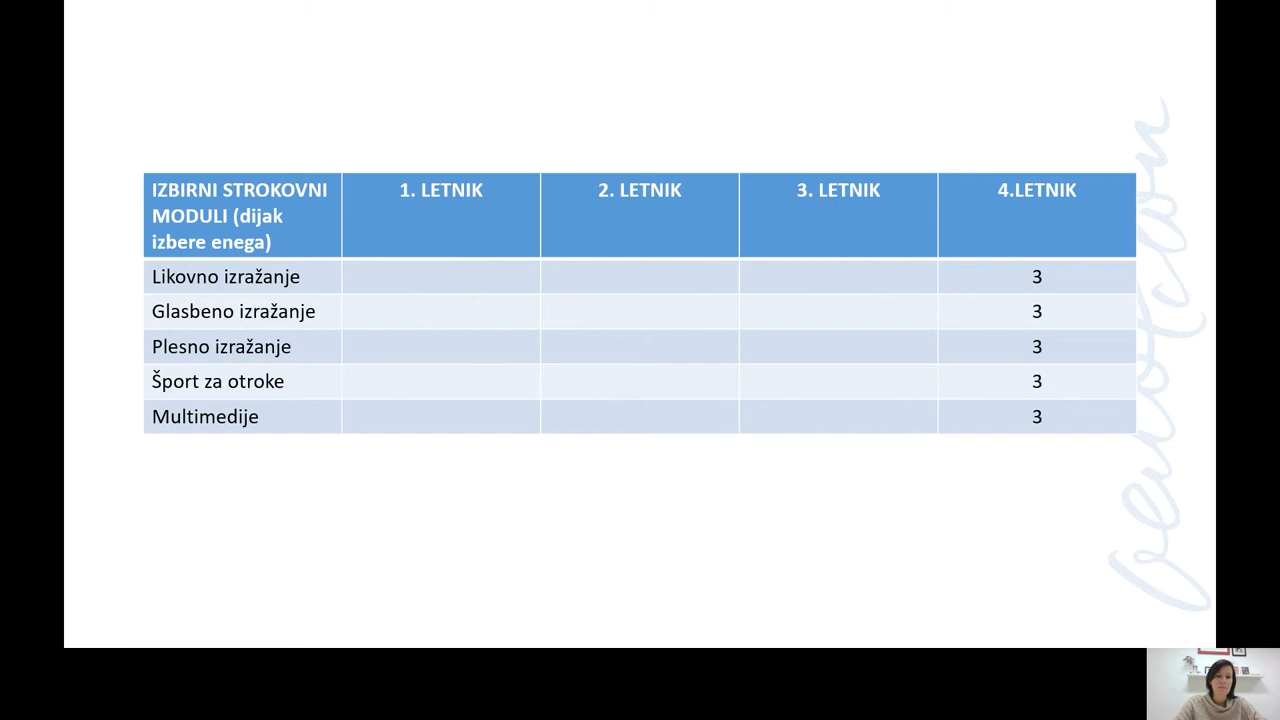 IZBIRNI STROKOVNI MODULI (dijak izbere enega) 1. LETNIK 2. LETNIK 3. LETNIK 4.LETNIK
Likovno izražanje 3
Glasbeno izražanje 3
Plesno izražanje 3
Šport za otroke 3
Multimedije 3